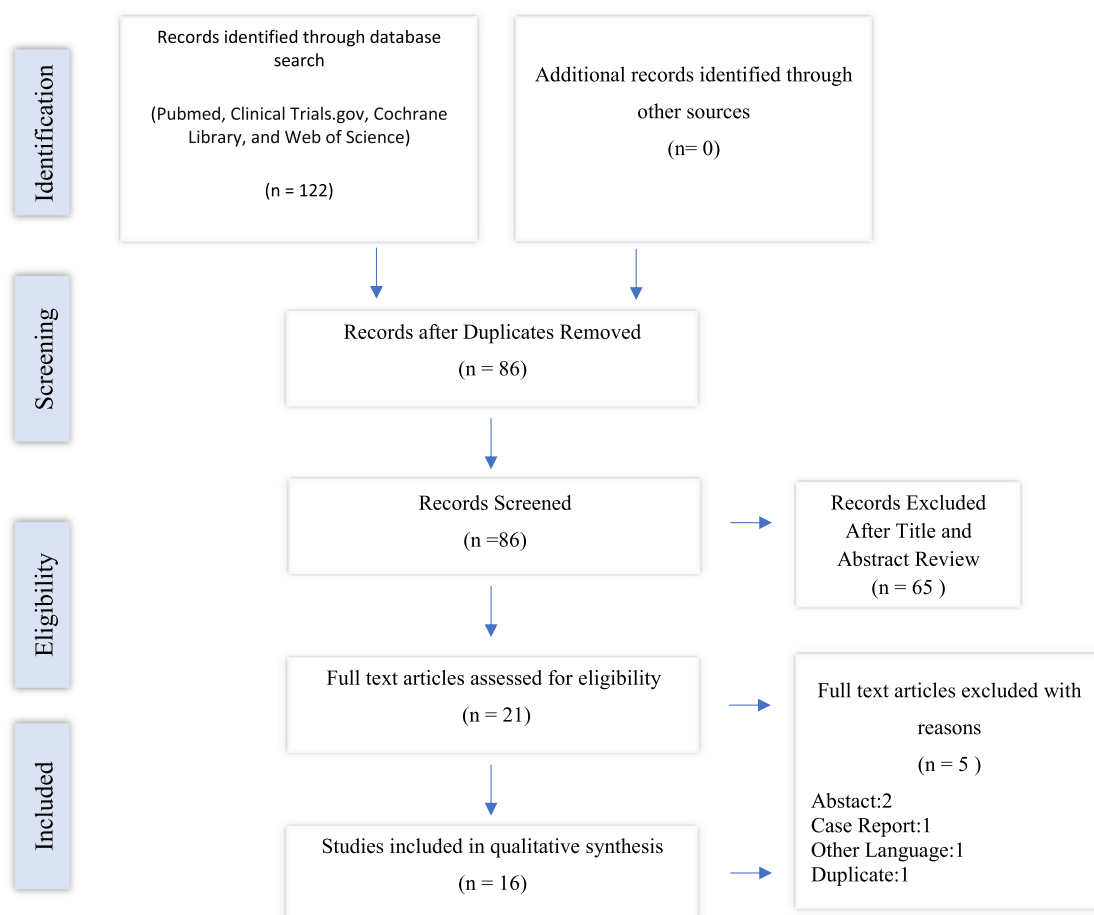 Identification
Records identified through database
search
(Pubmed, Clinical Trials.gov, Cochrane
Library, and Web of Science)
(n = 122)
Additional records identified through
other sources
(n= 0)
Screening
Records after Duplicates Removed
(n = 86)
Records Screened
(n =86)
Records Excluded
After Title and
Abstract Review
(n = 65 )
Eligibility
Full text articles assessed for eligibility
(n = 21)
Full text articles excluded with
reasons
(n = 5 )
Abstact:2
Case Report:1
Other Language:1
Duplicate:1
Included
Studies included in qualitative synthesis
(n = 16)